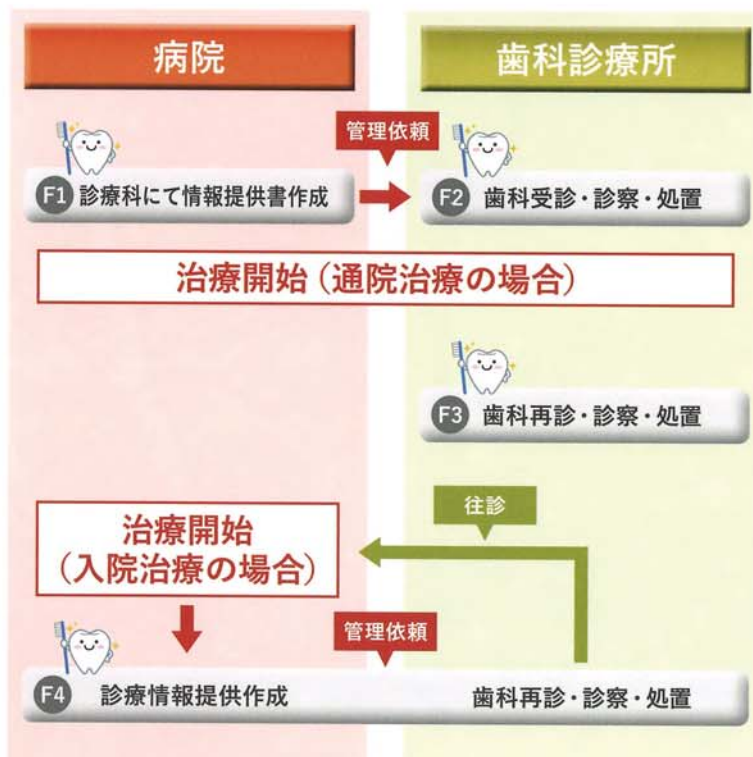 病院
歯科診療所
管理依頼
F1 診療科にて情報提供書作成
F2 歯科受診・診察・処置
治療開始（通院治療の場合）
F3 歯科再診・診察・処置
往診
治療開始
（入院治療の場合）
管理依頼
F4 診療情報提供作成
歯科再診・診察・処置